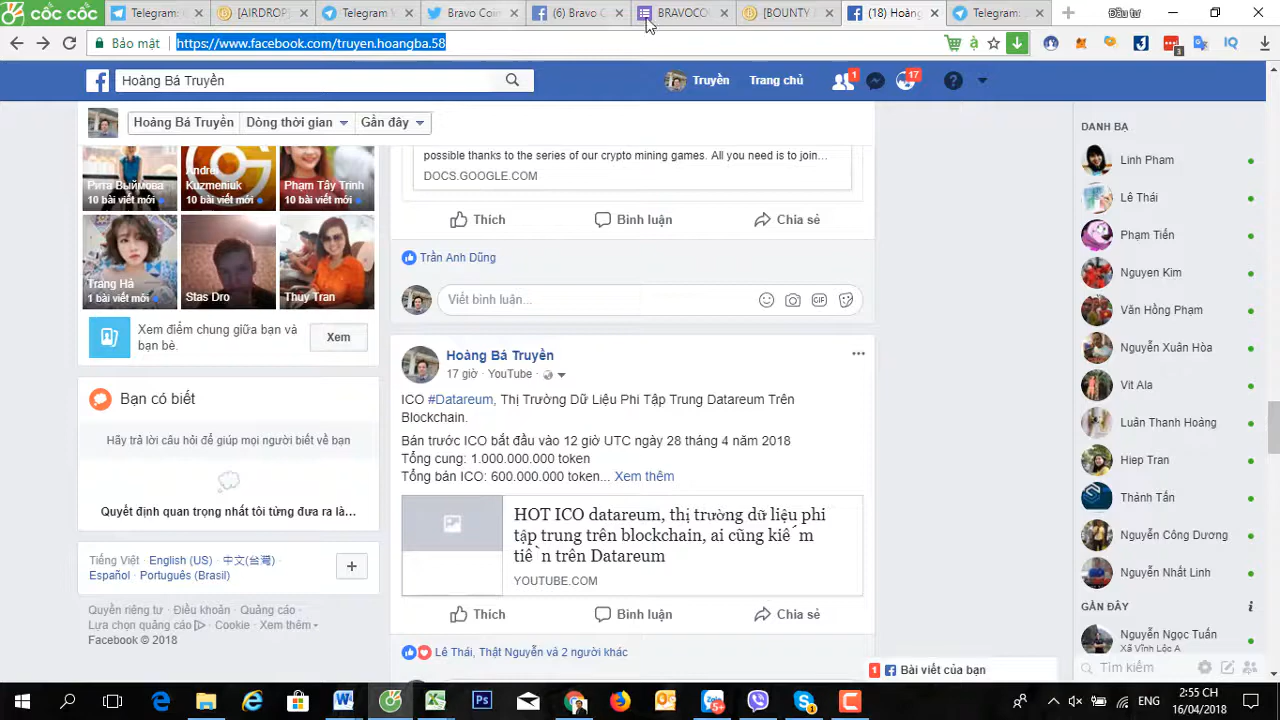 cốc cốc
Telegram: (
[AIRDROP]
Telegram W
Bravo Coin
(6) Bravo C
BRAVOCO
[BOUNTY
(18) Hoàng
Telegram:
Đầu tư
Bảo mật
https://www.facebook.com/truyen.hoangba.58
Hoàng Bá Truyền
Truyền
Trang chủ
1
17
3
Hoàng Bá Truyền
Dòng thời gian
Gần đây
Рита Выймова
10 bài viết mới
Andrei Kuzmeniuk
10 bài viết mới
Phạm Tây Trinh
10 bài viết mới
Trang Hà
1 bài viết mới
Stas Dro
Thuy Tran
Xem điểm chung giữa bạn và
bạn bè.
Xem
Bạn có biết
Hãy trả lời câu hỏi để giúp mọi người biết về bạn
Quyết định quan trọng nhất tôi từng đưa ra là...
Tiếng Việt · English (US) · 中文(台灣) ·
Español · Português (Brasil)
Quyền riêng tư · Điều khoản · Quảng cáo ·
Lựa chọn quảng cáo · Cookie · Xem thêm
Facebook © 2018
possible thanks to the series of our crypto mining games. All you need is to join...
DOCS.GOOGLE.COM
Thích
Bình luận
Chia sẻ
Trần Anh Dũng
Viết bình luận...
GIF
Hoàng Bá Truyền
17 giờ · YouTube ·
ICO #Datareum, Thị Trường Dữ Liệu Phi Tập Trung Datareum Trên
Blockchain.
Bán trước ICO bắt đầu vào 12 giờ UTC ngày 28 tháng 4 năm 2018
Tổng cung: 1.000.000.000 token
Tổng bán ICO: 600.000.000 token... Xem thêm
HOT ICO datareum, thị trường dữ liệu phi
tập trung trên blockchain, ai cũng kiếm
tiền trên Datareum
YOUTUBE.COM
Thích
Bình luận
Chia sẻ
Lê Thái, Thật Nguyễn và 2 người khác
DANH BẠ
Linh Pham
Lê Thái
Phạm Tiến
Nguyen Kim
Văn Hồng Phạm
Nguyễn Xuân Hòa
Vit Ala
Luân Thanh Hoàng
Hiep Tran
Thành Tấn
Nguyễn Công Dương
Nguyễn Nhất Linh
GẦN ĐÂY
Nguyễn Ngọc Tuấn
Xã Vĩnh Lộc A
1 Bài viết của bạn
Tìm kiếm
ENG
2:55 CH
16/04/2018